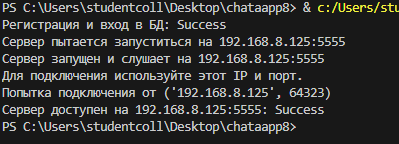 PS C:\Users\studentcoll\Desktop\chataapp8> & c:/Users/stu
Регистрация и вход в БД: Success
Сервер пытается запуститься на 192.168.8.125:5555
Сервер запущен и слушает на 192.168.8.125:5555
Для подключения используйте этот IP и порт.
Попытка подключения от ('192.168.8.125', 64323)
Сервер доступен на 192.168.8.125:5555: Success
PS C:\Users\studentcoll\Desktop\chataapp8>